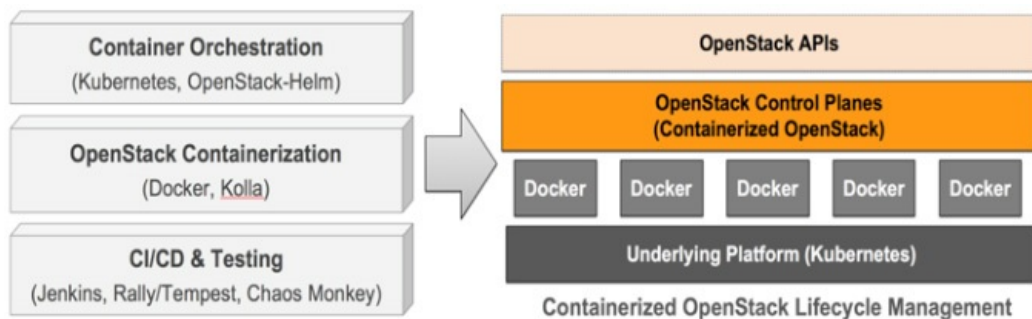 Container Orchestration
(Kubernetes, OpenStack-Helm)
OpenStack Containerization
(Docker, Kolla)
CI/CD & Testing
(Jenkins, Rally/Tempest, Chaos Monkey)
OpenStack APIs
OpenStack Control Planes
(Containerized OpenStack)
Docker Docker Docker Docker Docker
Underlying Platform (Kubernetes)
Containerized OpenStack Lifecycle Management